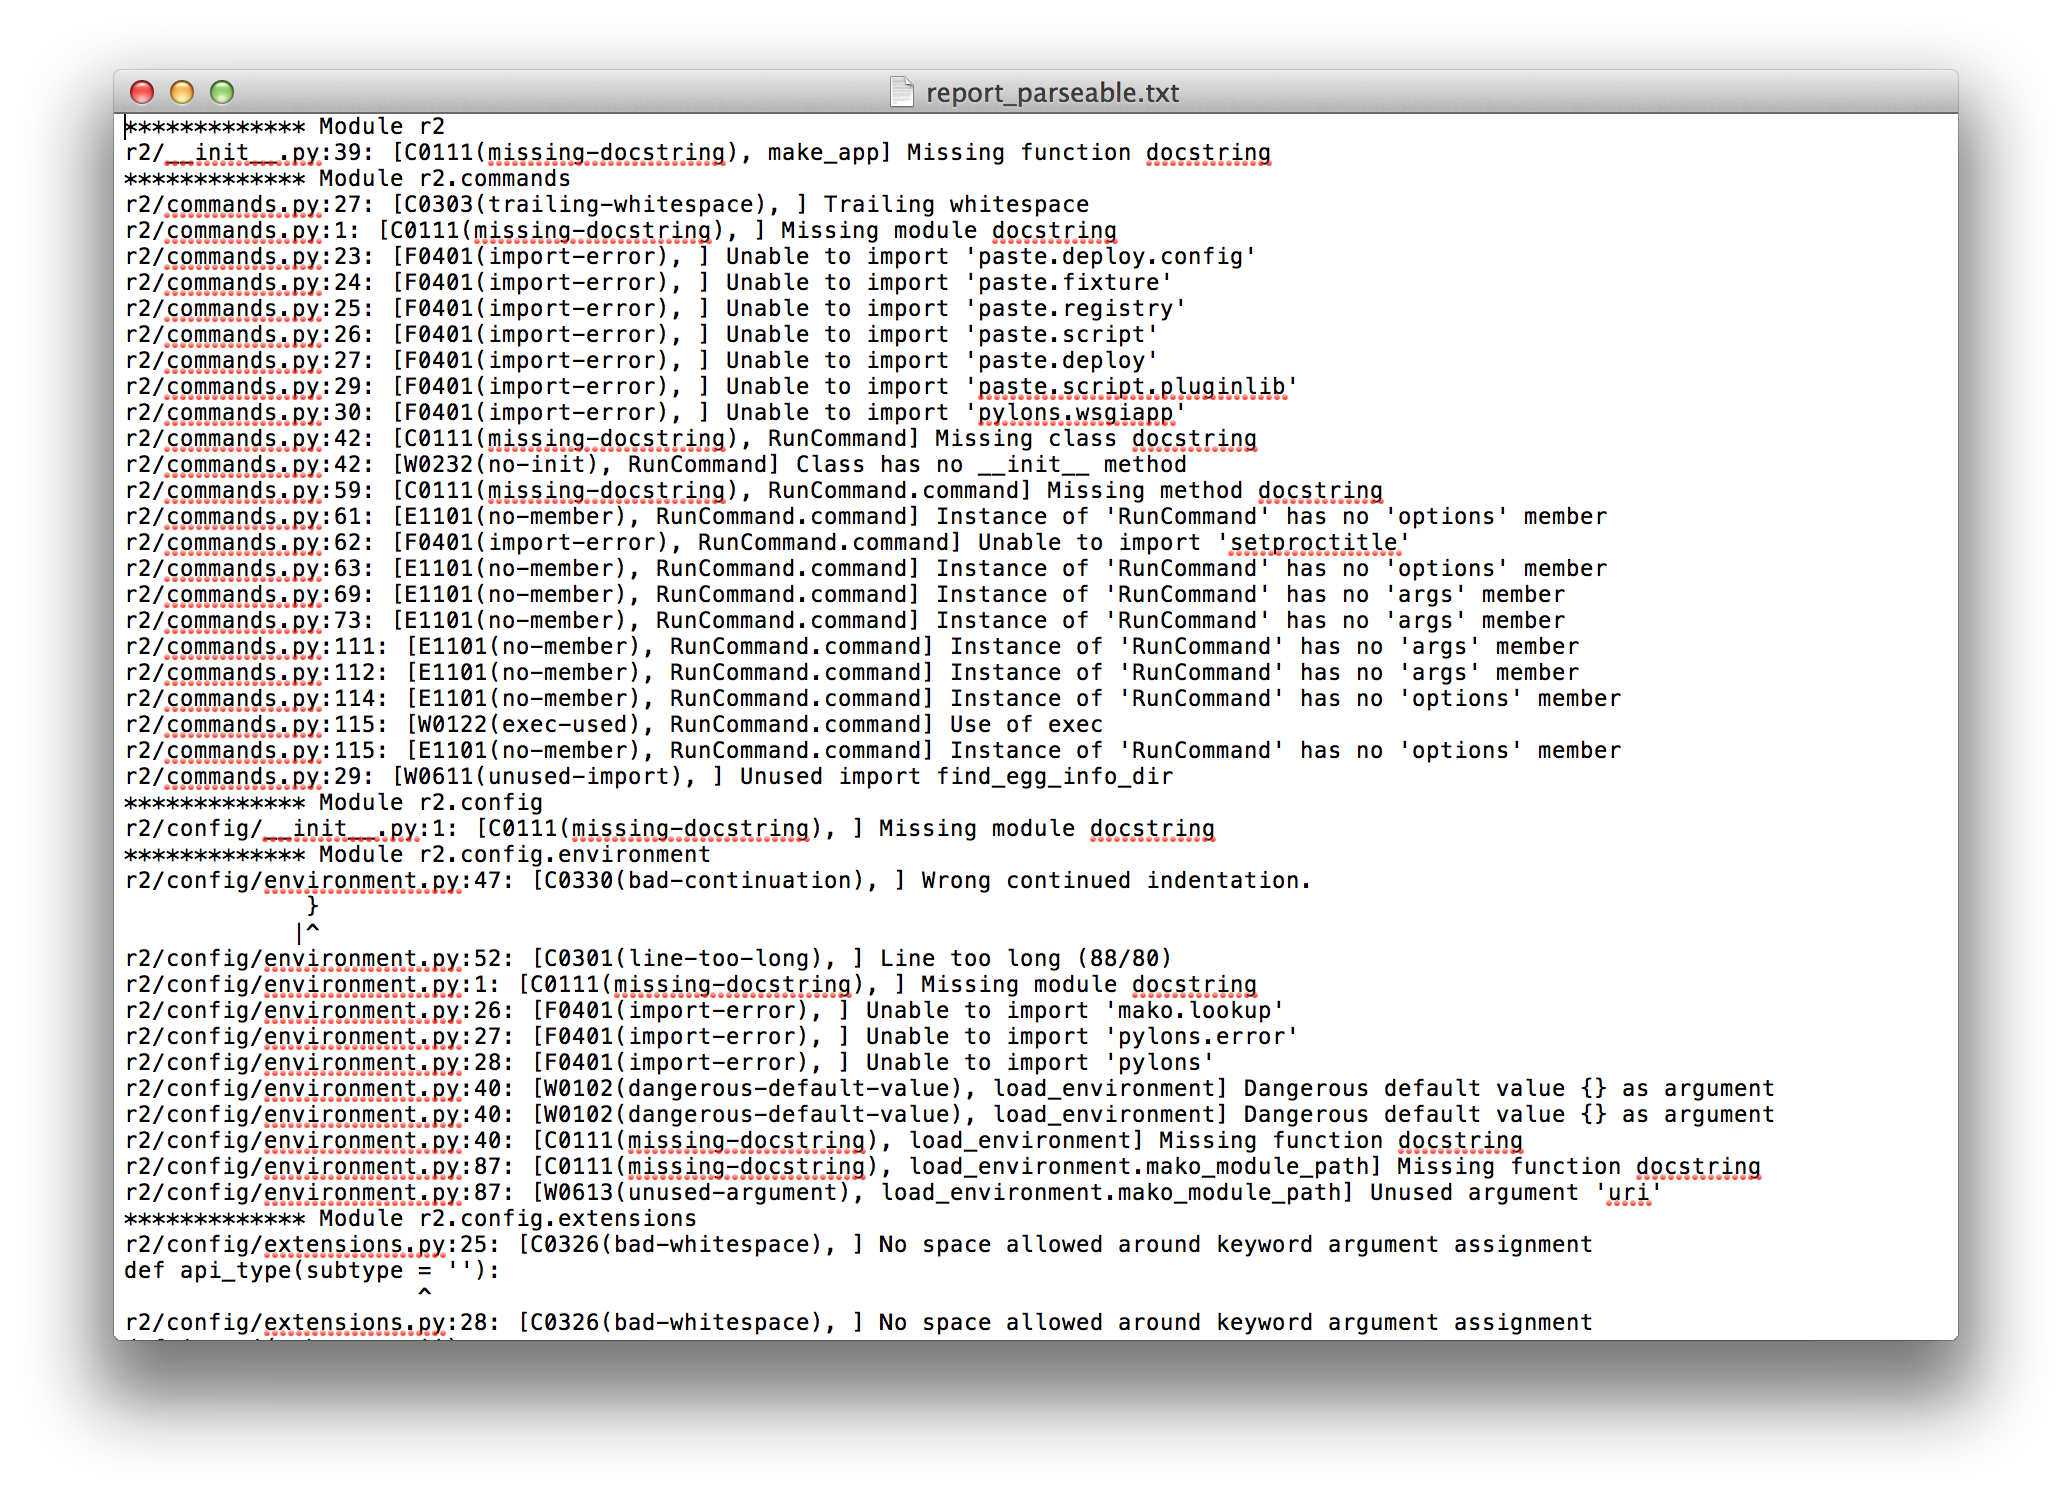 report_parseable.txt
************* Module r2
r2/__init__.py:39: [C0111(missing-docstring), make_app] Missing function docstring
************* Module r2.commands
r2/commands.py:27: [C0303(trailing-whitespace), ] Trailing whitespace
r2/commands.py:1: [C0111(missing-docstring), ] Missing module docstring
r2/commands.py:23: [F0401(import-error), ] Unable to import 'paste.deploy.config'
r2/commands.py:24: [F0401(import-error), ] Unable to import 'paste.fixture'
r2/commands.py:25: [F0401(import-error), ] Unable to import 'paste.registry'
r2/commands.py:26: [F0401(import-error), ] Unable to import 'paste.script'
r2/commands.py:27: [F0401(import-error), ] Unable to import 'paste.deploy'
r2/commands.py:29: [F0401(import-error), ] Unable to import 'paste.script.pluginlib'
r2/commands.py:30: [F0401(import-error), ] Unable to import 'pylons.wsgiapp'
r2/commands.py:42: [C0111(missing-docstring), RunCommand] Missing class docstring
r2/commands.py:42: [W0232(no-init), RunCommand] Class has no __init__ method
r2/commands.py:59: [C0111(missing-docstring), RunCommand.command] Missing method docstring
r2/commands.py:61: [E1101(no-member), RunCommand.command] Instance of 'RunCommand' has no 'options' member
r2/commands.py:62: [F0401(import-error), RunCommand.command] Unable to import 'setproctitle'
r2/commands.py:63: [E1101(no-member), RunCommand.command] Instance of 'RunCommand' has no 'options' member
r2/commands.py:69: [E1101(no-member), RunCommand.command] Instance of 'RunCommand' has no 'args' member
r2/commands.py:73: [E1101(no-member), RunCommand.command] Instance of 'RunCommand' has no 'args' member
r2/commands.py:111: [E1101(no-member), RunCommand.command] Instance of 'RunCommand' has no 'args' member
r2/commands.py:112: [E1101(no-member), RunCommand.command] Instance of 'RunCommand' has no 'args' member
r2/commands.py:114: [E1101(no-member), RunCommand.command] Instance of 'RunCommand' has no 'options' member
r2/commands.py:115: [W0122(exec-used), RunCommand.command] Use of exec
r2/commands.py:115: [E1101(no-member), RunCommand.command] Instance of 'RunCommand' has no 'options' member
r2/commands.py:29: [W0611(unused-import), ] Unused import find_egg_info_dir
************* Module r2.config
r2/config/__init__.py:1: [C0111(missing-docstring), ] Missing module docstring
************* Module r2.config.environment
r2/config/environment.py:47: [C0330(bad-continuation), ] Wrong continued indentation.
             }
            |^
r2/config/environment.py:52: [C0301(line-too-long), ] Line too long (88/80)
r2/config/environment.py:1: [C0111(missing-docstring), ] Missing module docstring
r2/config/environment.py:26: [F0401(import-error), ] Unable to import 'mako.lookup'
r2/config/environment.py:27: [F0401(import-error), ] Unable to import 'pylons.error'
r2/config/environment.py:28: [F0401(import-error), ] Unable to import 'pylons'
r2/config/environment.py:40: [W0102(dangerous-default-value), load_environment] Dangerous default value {} as argument
r2/config/environment.py:40: [W0102(dangerous-default-value), load_environment] Dangerous default value {} as argument
r2/config/environment.py:40: [C0111(missing-docstring), load_environment] Missing function docstring
r2/config/environment.py:87: [C0111(missing-docstring), load_environment.mako_module_path] Missing function docstring
r2/config/environment.py:87: [W0613(unused-argument), load_environment.mako_module_path] Unused argument 'uri'
************* Module r2.config.extensions
r2/config/extensions.py:25: [C0326(bad-whitespace), ] No space allowed around keyword argument assignment
def api_type(subtype = ''):
                     ^
r2/config/extensions.py:28: [C0326(bad-whitespace), ] No space allowed around keyword argument assignment